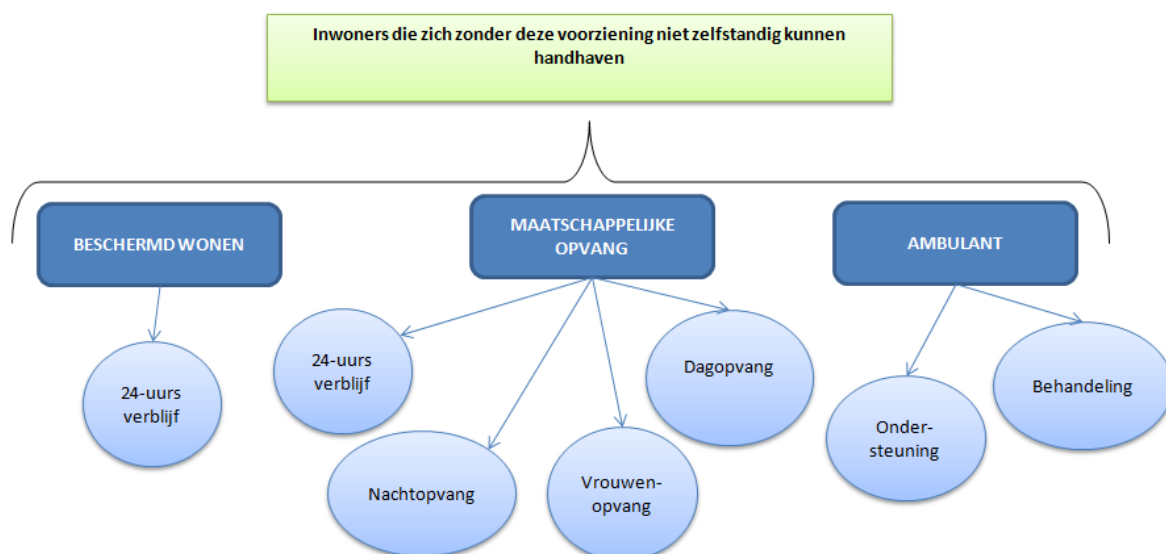 Inwoners die zich zonder deze voorziening niet zelfstandig kunnen
handhaven
BESCHERMD WONEN
MAATSCHAPPELIJKE
OPVANG
AMBULANT
24-uurs
verblijf
24-uurs
verblijf
Nachtopvang
Vrouwen-
opvang
Dagopvang
Onder-
steuning
Behandeling